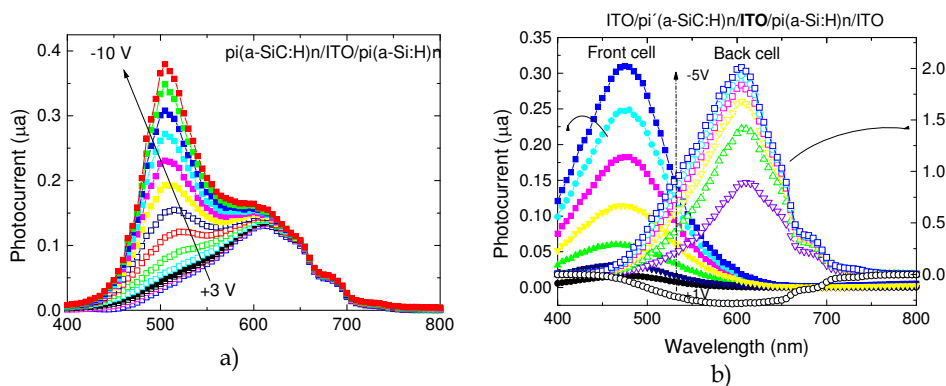 pi(a-SiC:H)n/ITO/pi(a-Si:H)n
-10 V
+3 V
Photocurrent (µa)
0.4
0.3
0.2
0.1
0.0
400 500 600 700 800
a)
ITO/pi´(a-SiC:H)n/ITO/pi(a-Si:H)n/ITO
Front cell Back cell
-5V
Photocurrent (µa)
0.35
0.30
0.25
0.20
0.15
0.10
0.05
0.00
2.0
1.5
1.0
0.5
0.0
400 500 600 700 800
Wavelength (nm)
b)